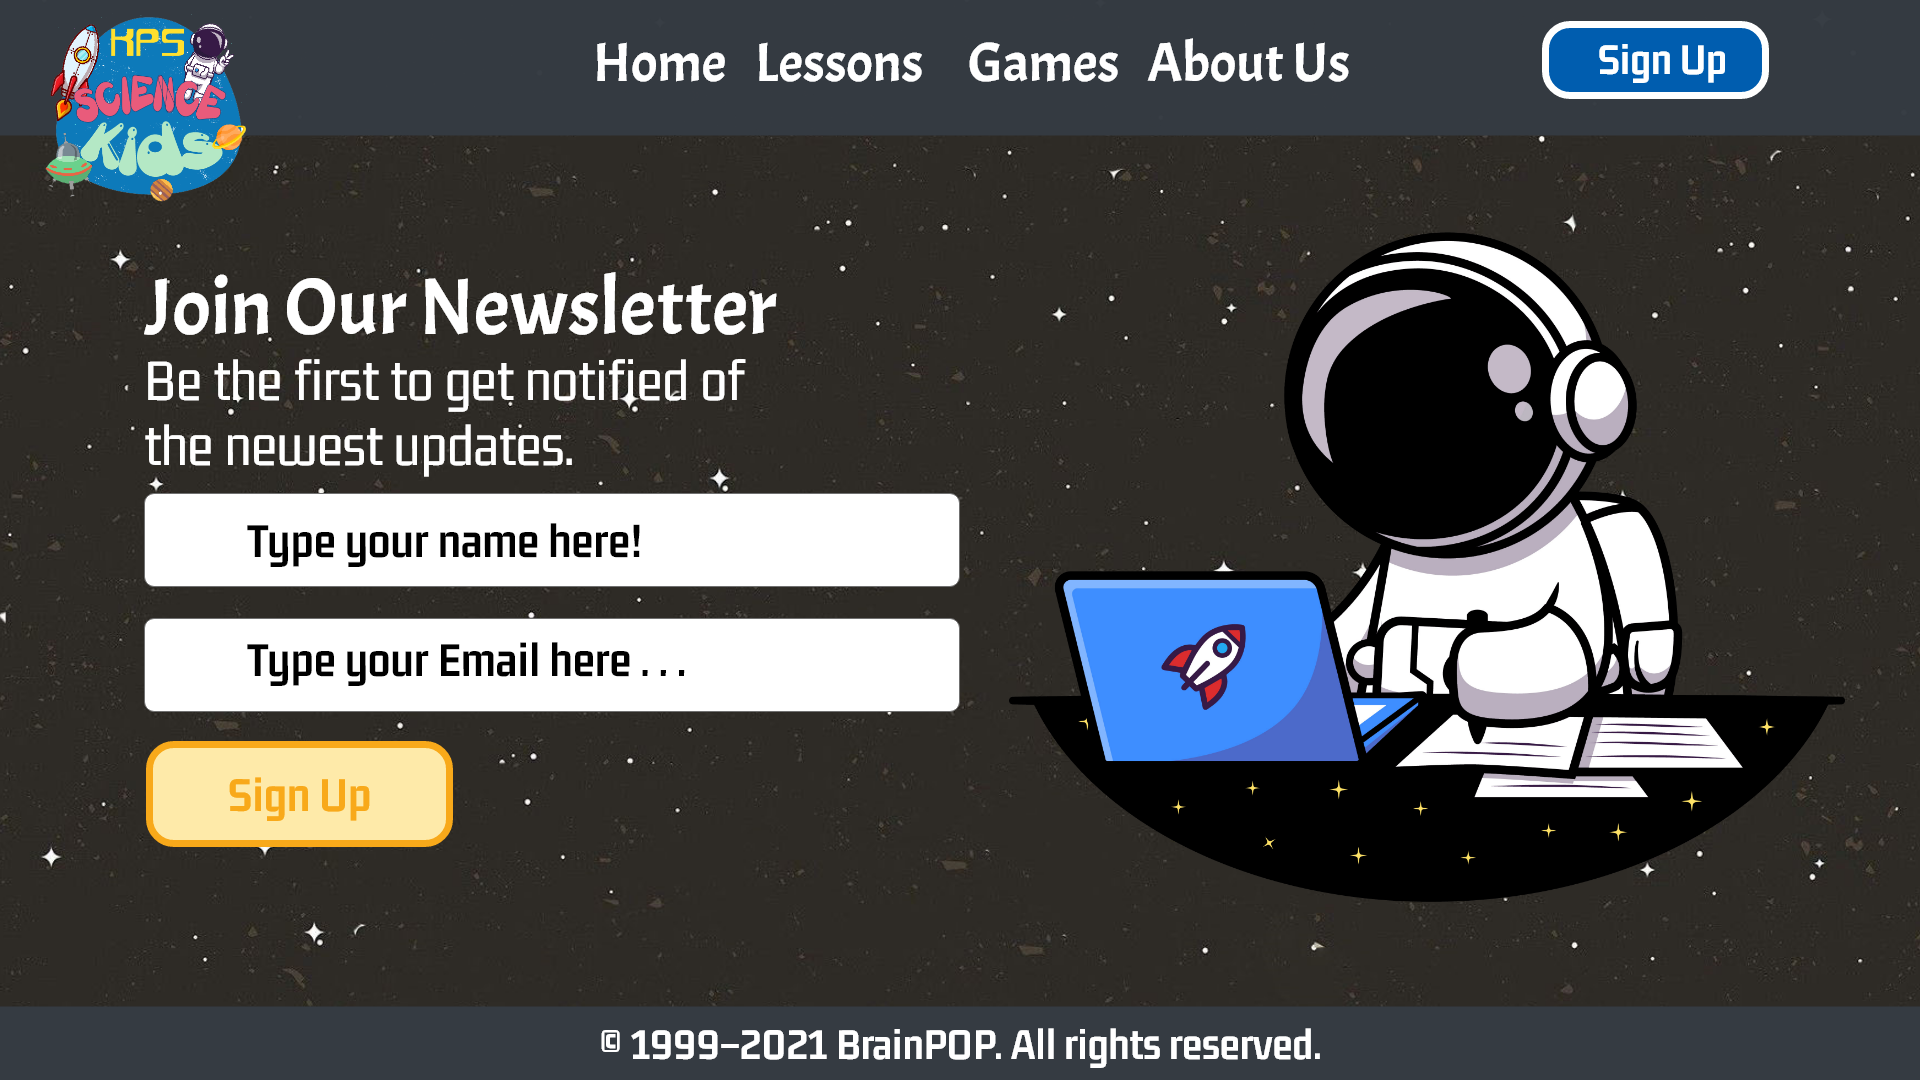 KPS
SCIENCE
Kids
Home Lessons Games About Us
Sign Up
Join Our Newsletter
Be the first to get notified of
the newest updates.
Type your name here!
Type your Email here . . .
Sign Up
© 1999–2021 BrainPOP. All rights reserved.